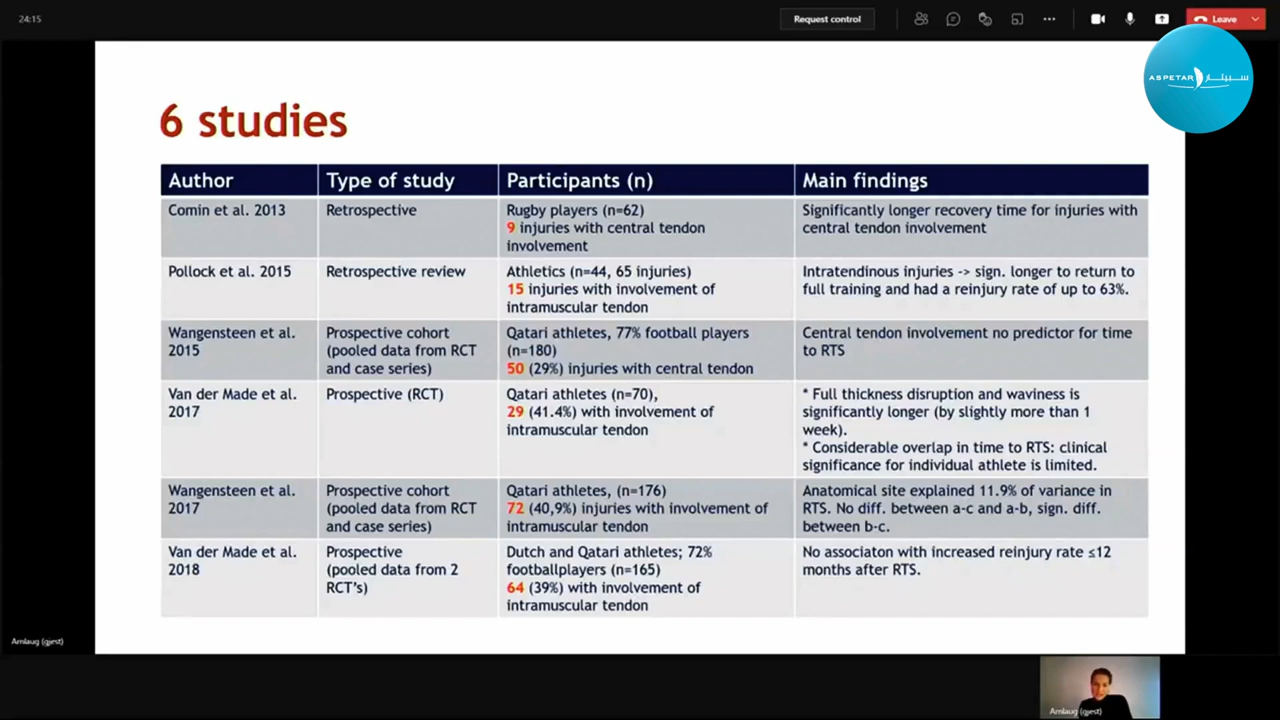 24:15
Request control
Leave
ASPETAR سبيتار
6 studies
Author
Type of study
Participants (n)
Main findings
Comin et al. 2013
Retrospective
Rugby players (n=62)
9 injuries with central tendon
involvement
Significantly longer recovery time for injuries with
central tendon involvement
Pollock et al. 2015
Retrospective review
Athletics (n=44, 65 injuries)
15 injuries with involvement of
intramuscular tendon
Intratendinous injuries -> sign. longer to return to
full training and had a reinjury rate of up to 63%.
Wangensteen et al.
2015
Prospective cohort
(pooled data from RCT
and case series)
Qatari athletes, 77% football players
(n=180)
50 (29%) injuries with central tendon
Central tendon involvement no predictor for time
to RTS
Van der Made et al.
2017
Prospective (RCT)
Qatari athletes (n=70),
29 (41.4%) with involvement of
intramuscular tendon
* Full thickness disruption and waviness is
significantly longer (by slightly more than 1
week).
* Considerable overlap in time to RTS: clinical
significance for individual athlete is limited.
Wangensteen et al.
2017
Prospective cohort
(pooled data from RCT
and case series)
Qatari athletes, (n=176)
72 (40,9%) injuries with involvement of
intramuscular tendon
Anatomical site explained 11.9% of variance in
RTS. No diff. between a-c and a-b, sign. diff.
between b-c.
Van der Made et al.
2018
Prospective
(pooled data from 2
RCT's)
Dutch and Qatari athletes; 72%
footballplayers (n=165)
64 (39%) with involvement of
intramuscular tendon
No associaton with increased reinjury rate ≤12
months after RTS.
Arnlaug (gjest)
Arnlaug (gjest)